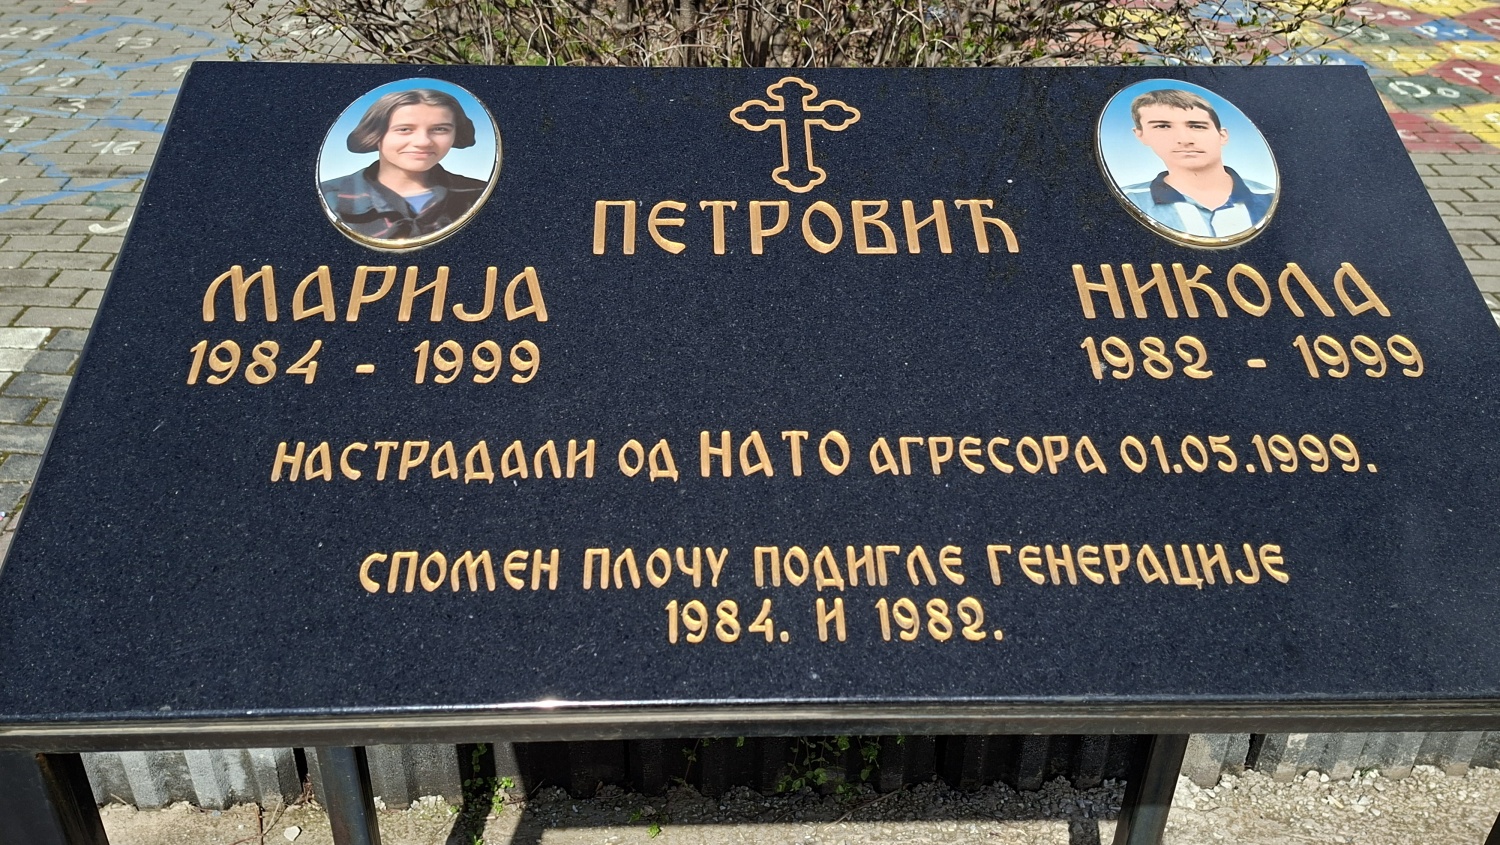 ПЕТРОВИЋ
МАРИЈА НИКОЛА
1984 - 1999 1982 - 1999
НАСТРАДАЛИ ОД НАТО АГРЕСОРА 01.05.1999.
СПОМЕН ПЛОЧУ ПОДИГЛЕ ГЕНЕРАЦИЈЕ
1984. И 1982.
16